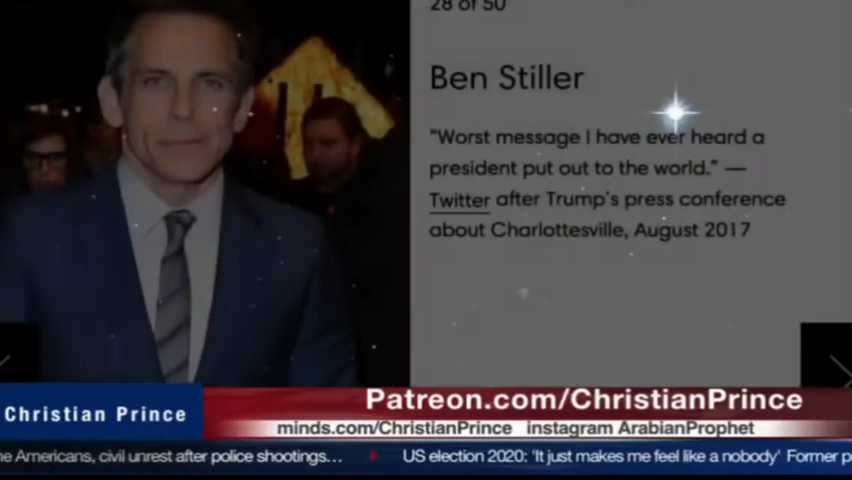 28 of 50
Ben Stiller
"Worst message I have ever heard a
president put out to the world." —
Twitter after Trump's press conference
about Charlottesville, August 2017
Patreon.com/ChristianPrince
Christian Prince
minds.com/ChristianPrince instagram ArabianProphet
Americans, civil unrest after police shootings... US election 2020: 'It just makes me feel like a nobody' Former